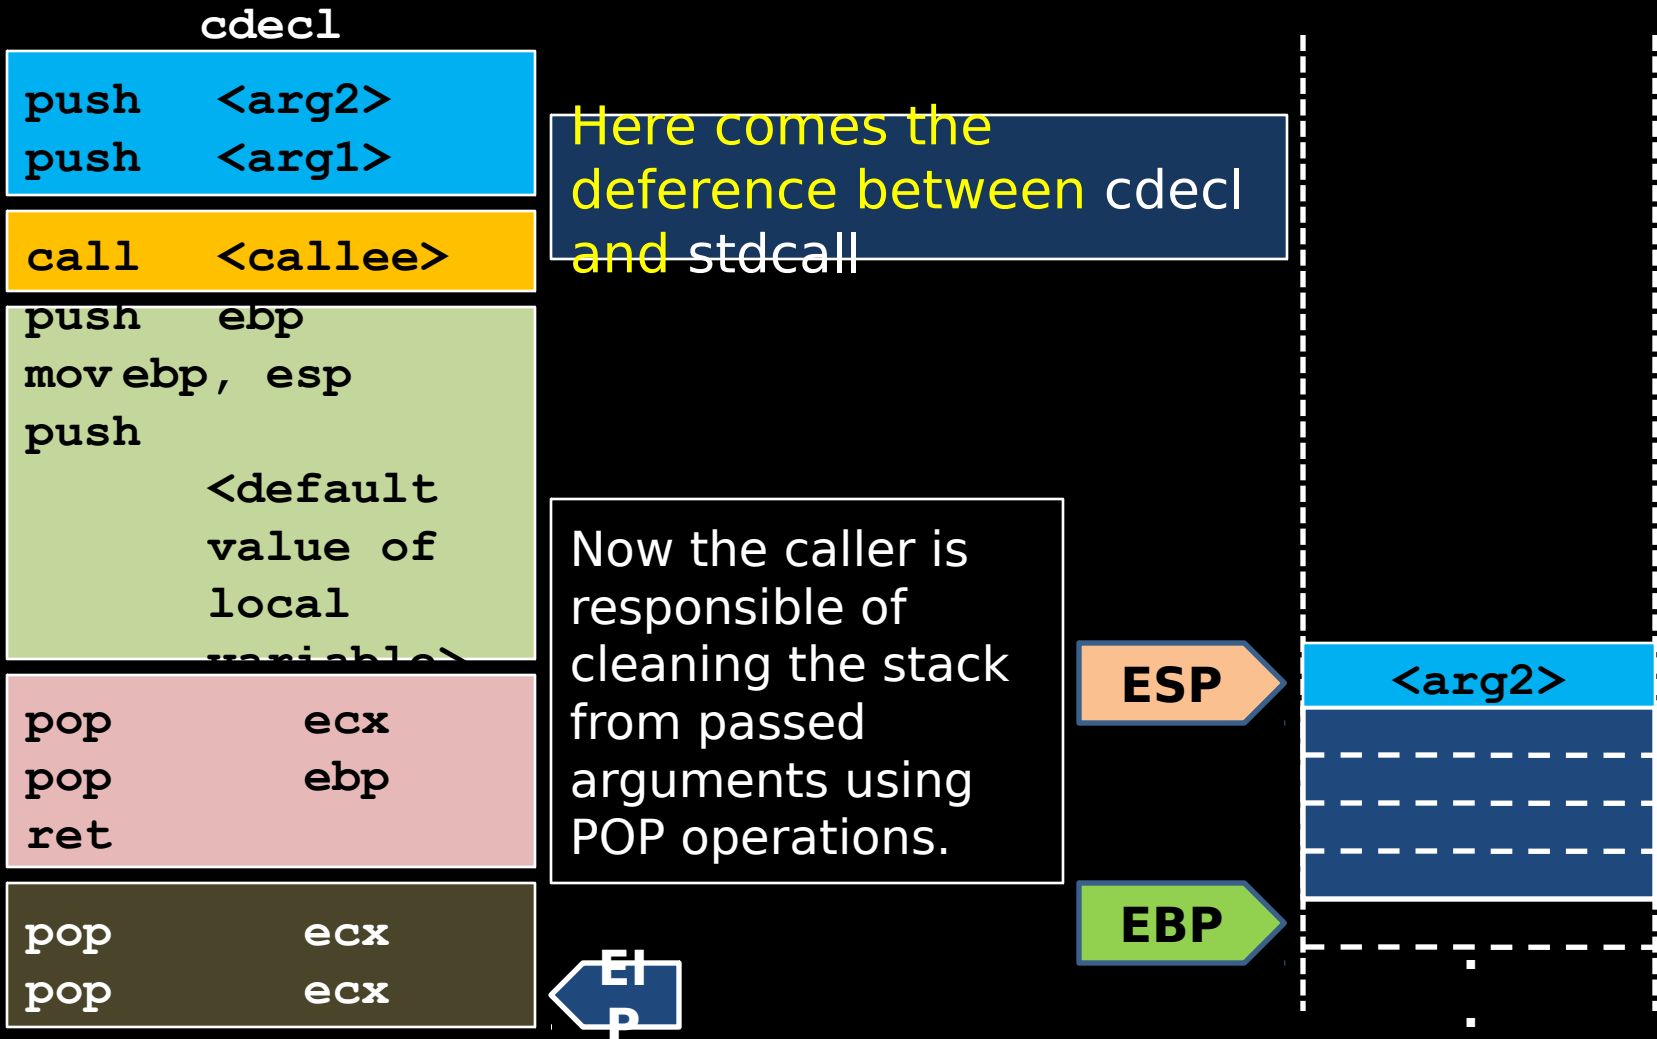 cdecl
push <arg2>
push <arg1>
call <callee>
push ebp
mov ebp, esp
push
<default
value of
local
variable>
pop ecx
pop ebp
ret
pop ecx
pop ecx
Here comes the
deference between cdecl
and stdcall
Now the caller is
responsible of
cleaning the stack
from passed
arguments using
POP operations.
EI
P
ESP
EBP
<arg2>
.
.